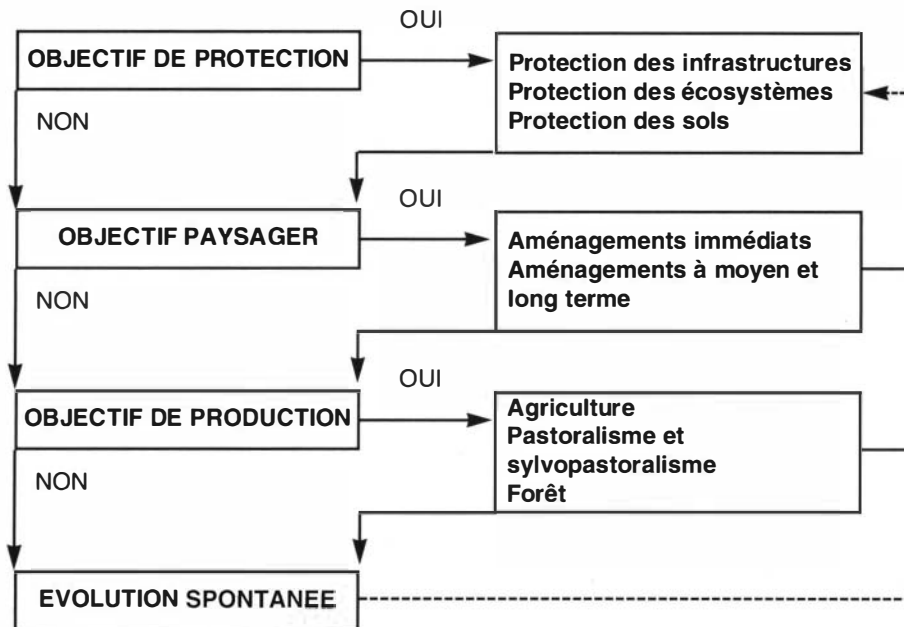 OUI
OBJECTIF DE PROTECTION
Protection des infrastructures
Protection des écosystèmes
Protection des sols
NON
OUI
OBJECTIF PAYSAGER
Aménagements immédiats
Aménagements à moyen et
long terme
NON
OUI
OBJECTIF DE PRODUCTION
Agriculture
Pastoralisme et
sylvopastoralisme
Forêt
NON
EVOLUTION SPONTANEE